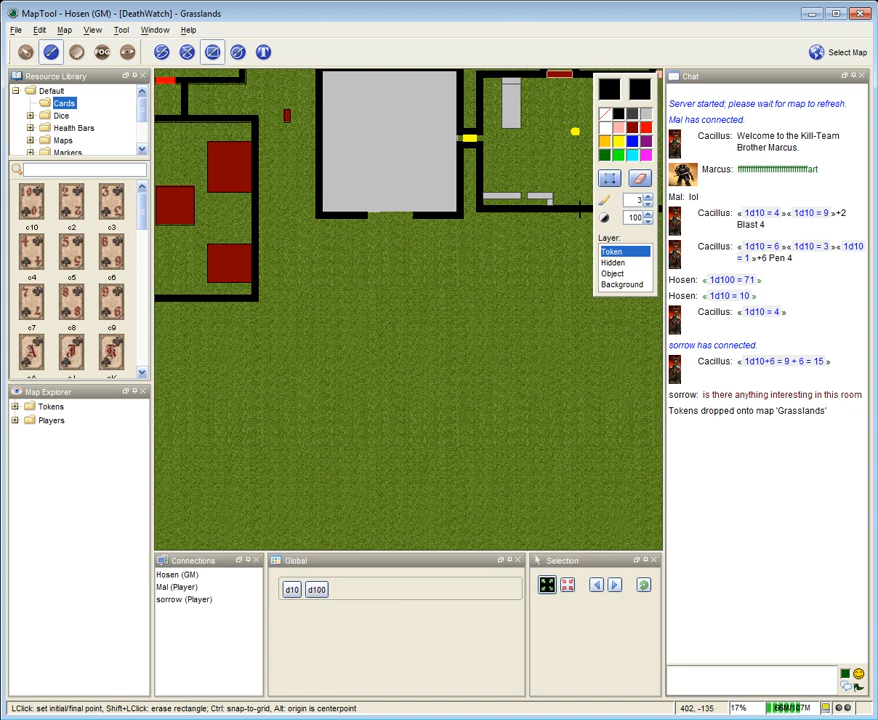 MapTool - Hosen (GM) - [DeathWatch] - Grasslands
File Edit Map View Tool Window Help
FOG
T
Select Map
Resource Library
Default
Cards
Dice
Health Bars
Maps
Markers
c10 c2 c3
c4 c5 c6
c7 c8 c9
Map Explorer
Tokens
Players
3
100
Layer:
Token
Hidden
Object
Background
Chat
Server started; please wait for map to refresh.
Mal has connected.
Cacillus: Welcome to the Kill-Team
Brother Marcus.
Marcus: ffffffffffffffffffffffffffffart
Mal: lol
Cacillus: « 1d10 = 4 »« 1d10 = 9 »+2
Blast 4
Cacillus: « 1d10 = 6 »« 1d10 = 3 »« 1d10
= 1 »+6 Pen 4
Hosen: « 1d100 = 71 »
Hosen: « 1d10 = 10 »
Cacillus: « 1d10 = 4 »
sorrow has connected.
Cacillus: « 1d10+6 = 9 + 6 = 15 »
sorrow: is there anything interesting in this room
Tokens dropped onto map 'Grasslands'
Connections
Hosen (GM)
Mal (Player)
sorrow (Player)
Global
d10 d100
Selection
LClick: set initial/final point, Shift+LClick: erase rectangle; Ctrl: snap-to-grid, Alt: origin is centerpoint
402, -135
17%
66M/107M